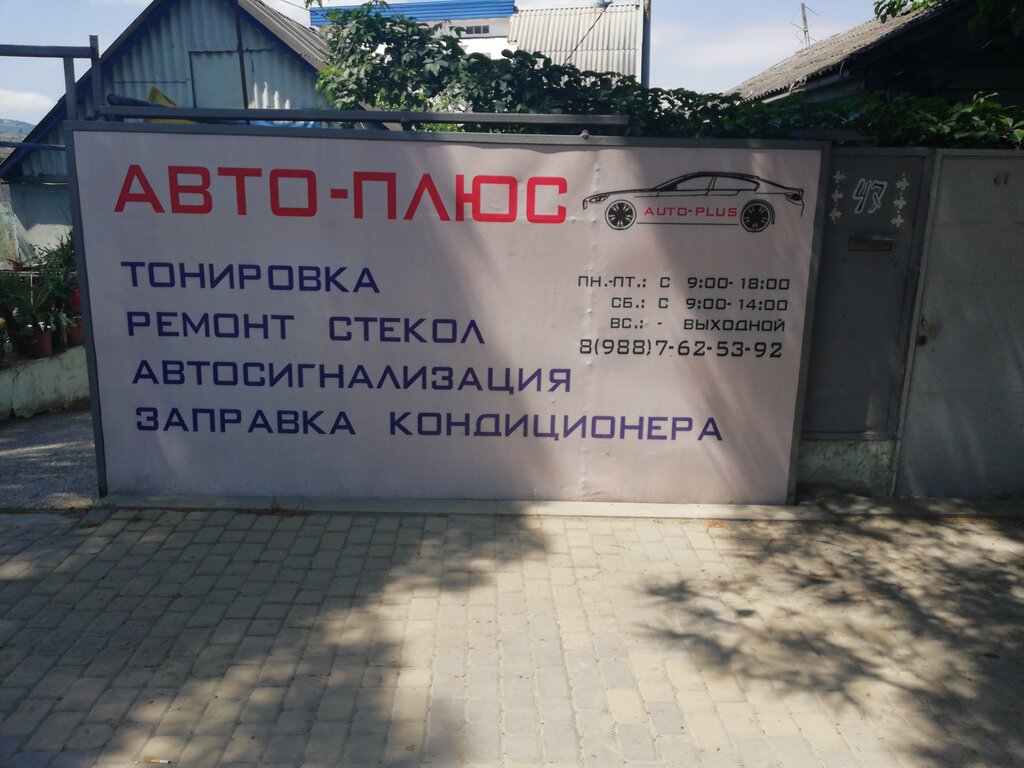 АВТО-ПЛЮС
AUTO-PLUS
ТОНИРОВКА
РЕМОНТ СТЕКОЛ
АВТОСИГНАЛИЗАЦИЯ
ЗАПРАВКА КОНДИЦИОНЕРА
ПН.-ПТ.: С 9:00-18:00
СБ.: С 9:00-14:00
ВС.: - ВЫХОДНОЙ
8(988)7-62-53-92
47
47